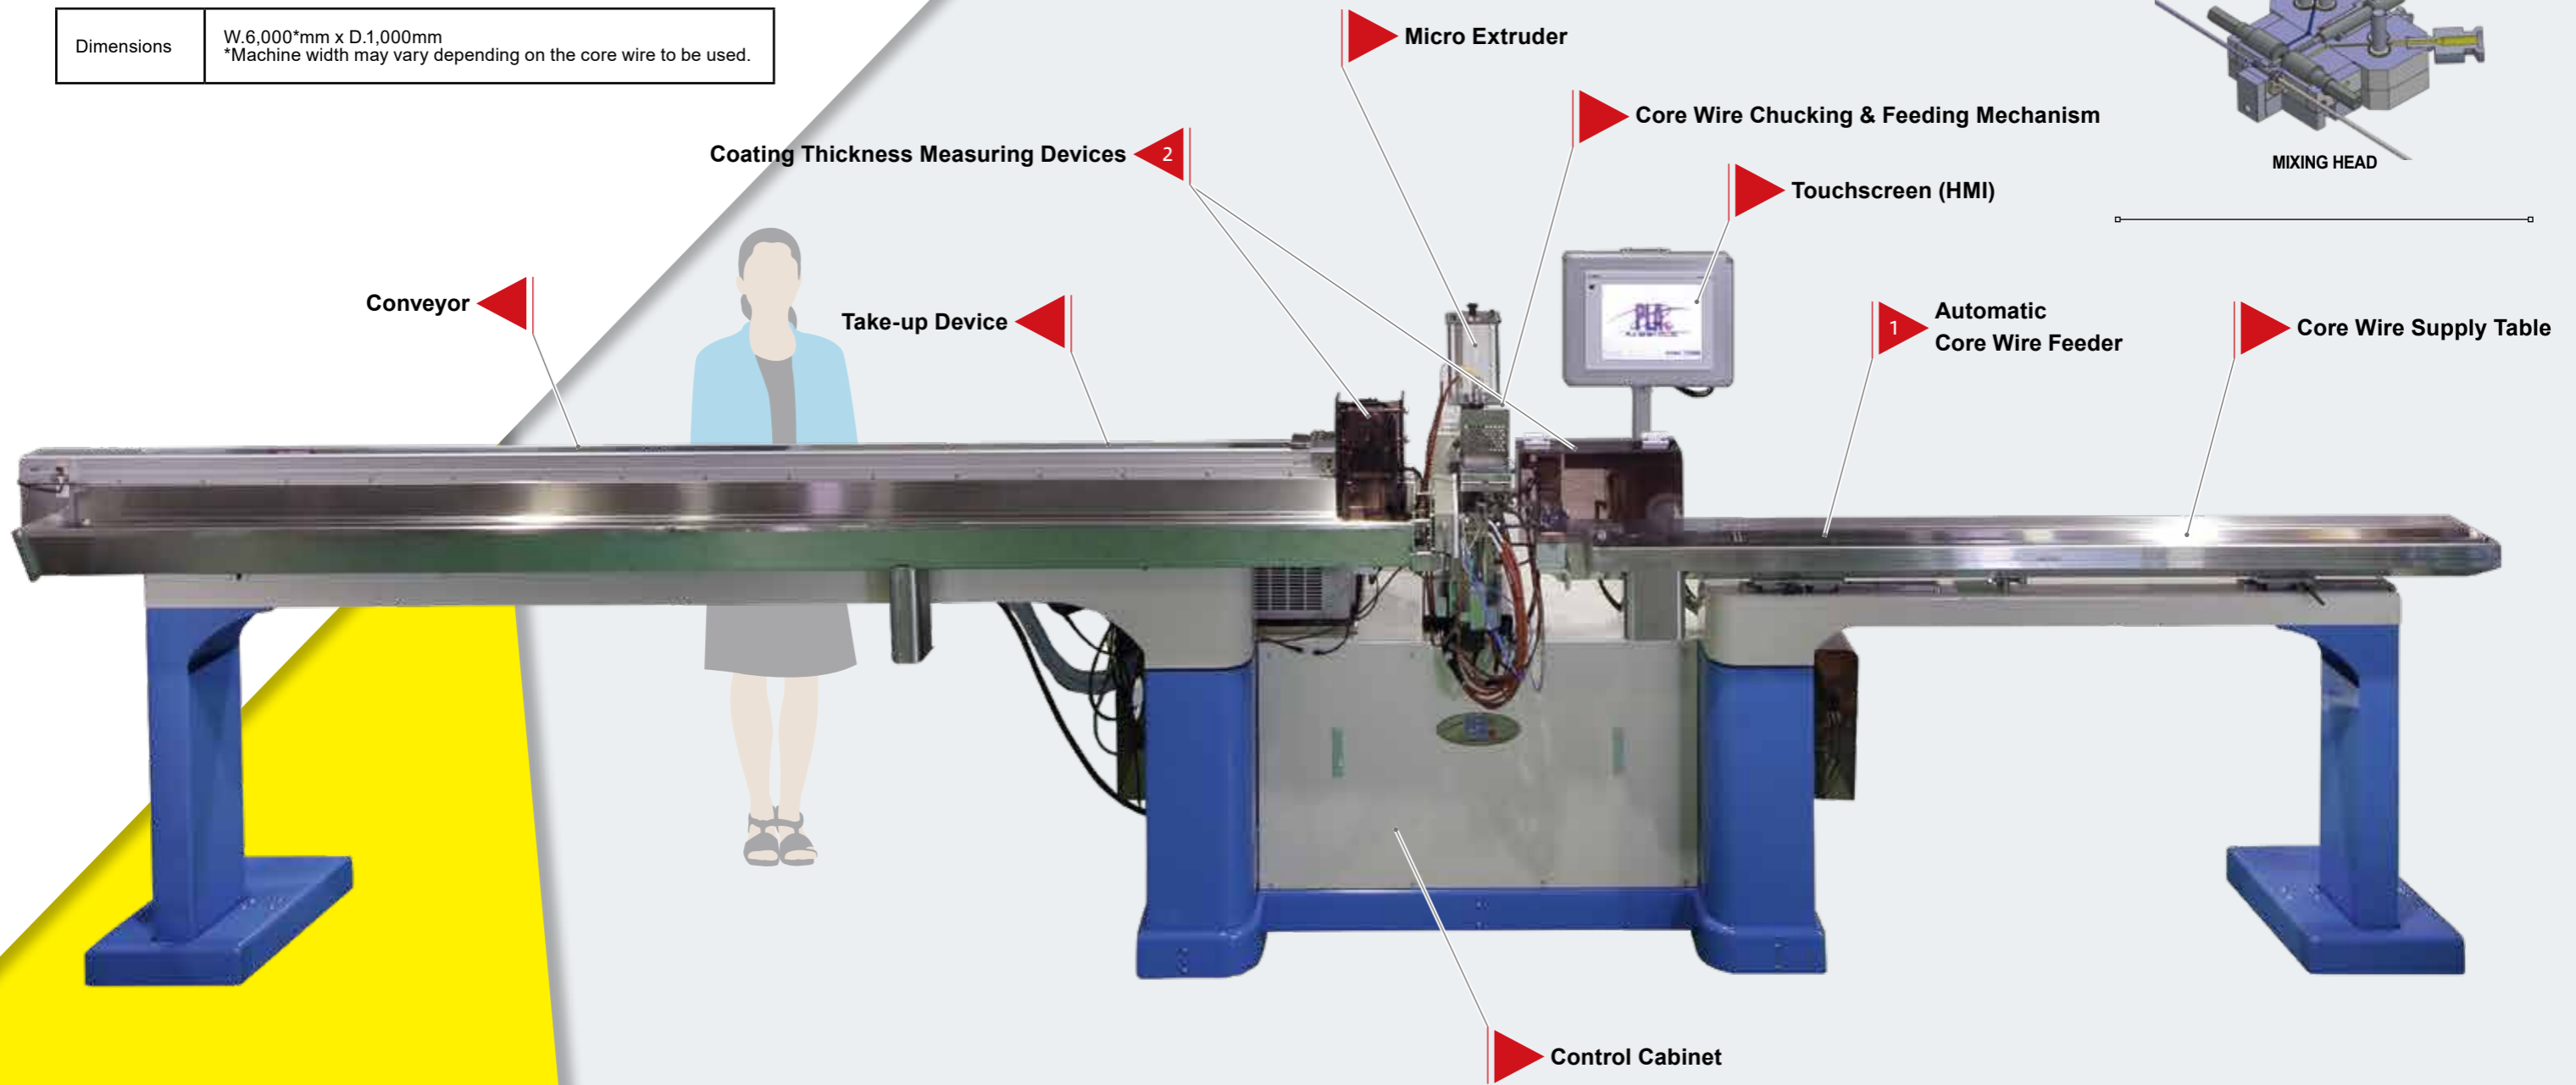 Dimensions
W.6,000*mm x D.1,000mm
*Machine width may vary depending on the core wire to be used.
Micro Extruder
Core Wire Chucking & Feeding Mechanism
Coating Thickness Measuring Devices
2
MIXING HEAD
Touchscreen (HMI)
Conveyor
Take-up Device
1
Automatic
Core Wire Feeder
Core Wire Supply Table
Control Cabinet